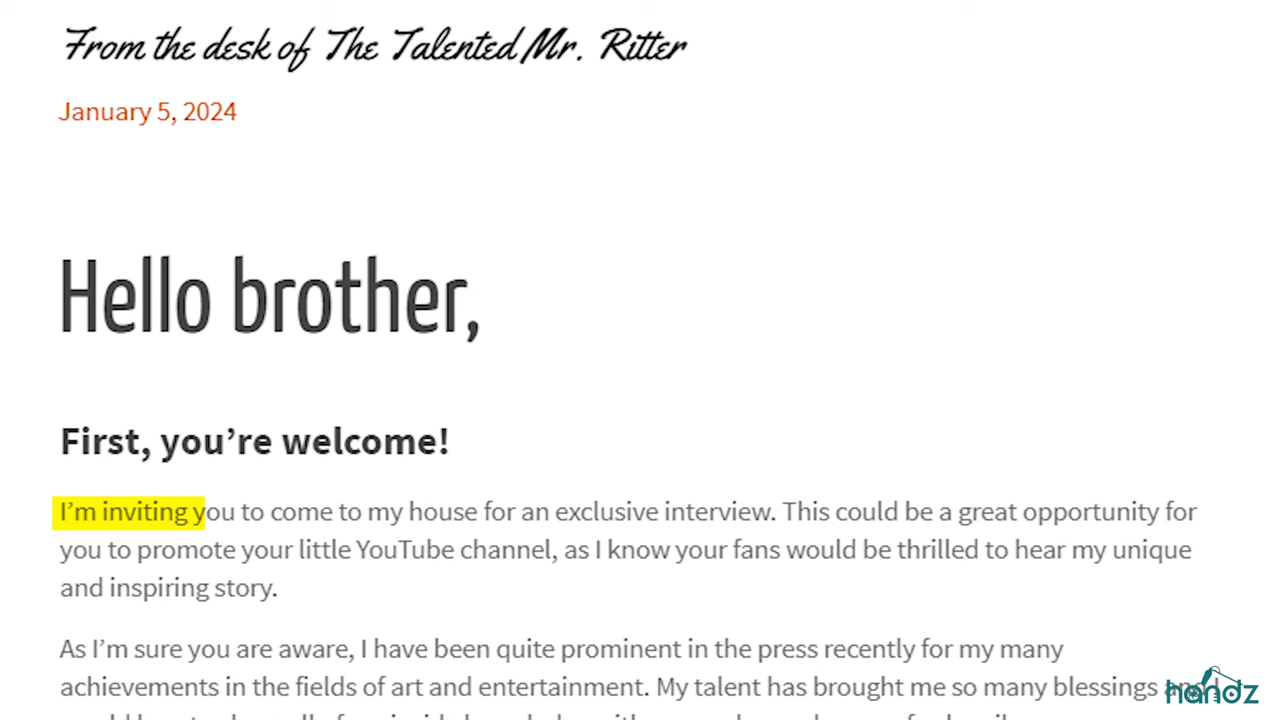 From the desk of The Talented Mr. Ritter
January 5, 2024
Hello brother,
First, you’re welcome!
I’m inviting you to come to my house for an exclusive interview. This could be a great opportunity for
you to promote your little YouTube channel, as I know your fans would be thrilled to hear my unique
and inspiring story.
As I’m sure you are aware, I have been quite prominent in the press recently for my many
achievements in the fields of art and entertainment. My talent has brought me so many blessings
handz